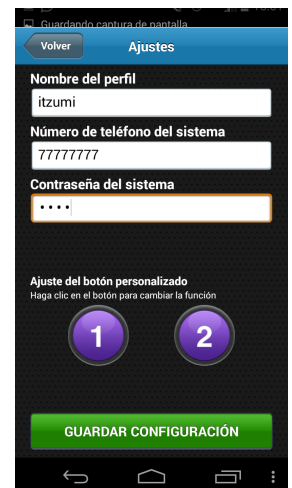 Guardando captura de pantalla
Volver
Ajustes
Nombre del perfil
itzumi
Número de teléfono del sistema
77777777
Contraseña del sistema
••••
Ajuste del botón personalizado
Haga clic en el botón para cambiar la función
1
2
GUARDAR CONFIGURACIÓN